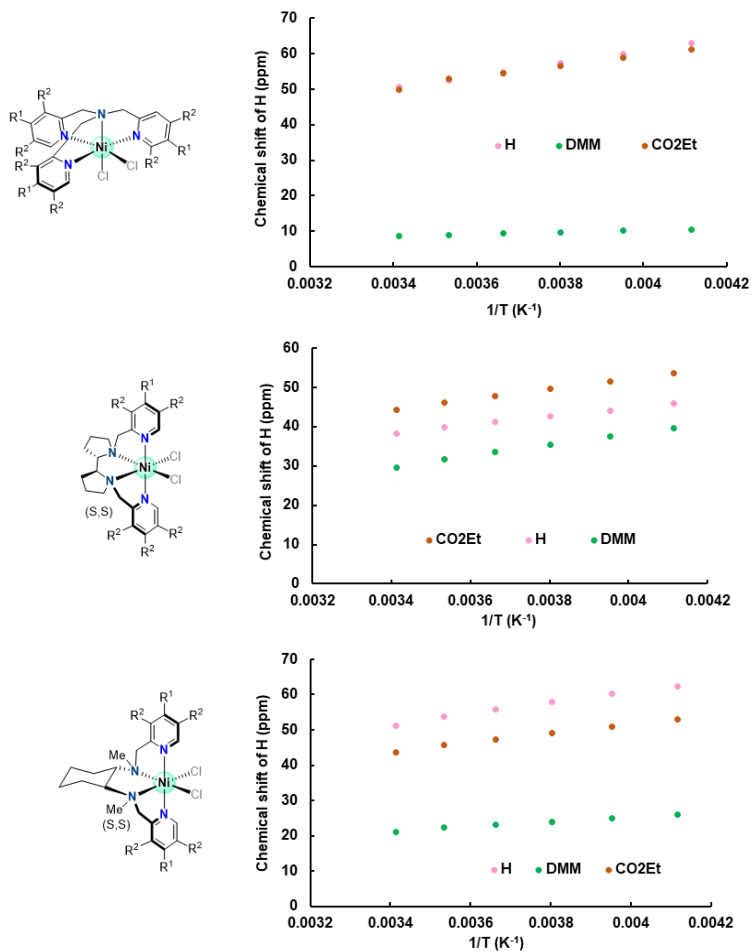 R²
R¹
R²
R²
R¹
R²
R²
R¹
R²
N
N
N
N
Ni
Cl
Cl
Chemical shift of H (ppm)
70
60
50
40
30
20
10
0
H DMM CO2Et
0.0032 0.0034 0.0036 0.0038 0.004 0.0042
1/T (K⁻¹)
R¹
R²
R²
N
N
Ni
Cl
Cl
N
N
(S,S)
R²
R²
R²
Chemical shift of H (ppm)
60
50
40
30
20
10
0
CO2Et H DMM
0.0032 0.0034 0.0036 0.0038 0.004 0.0042
1/T (K⁻¹)
R¹
R²
R²
Me
N
N
Ni
Cl
Cl
N
N
Me
(S,S)
R²
R¹
R²
Chemical shift of H (ppm)
70
60
50
40
30
20
10
0
H DMM CO2Et
0.0032 0.0034 0.0036 0.0038 0.004 0.0042
1/T (K⁻¹)